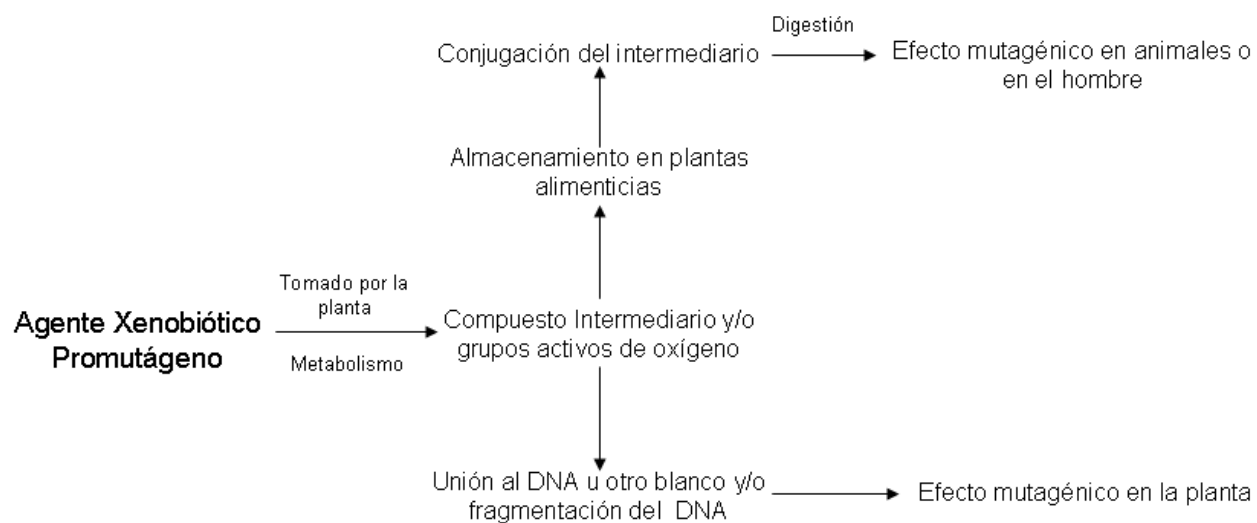 Digestión
Conjugación del intermediario
Efecto mutagénico en animales o
en el hombre
Almacenamiento en plantas
alimenticias
Tomado por la
planta
Agente Xenobiótico
Promutágeno
Metabolismo
Compuesto Intermediario y/o
grupos activos de oxígeno
Unión al DNA u otro blanco y/o
fragmentación del DNA
Efecto mutagénico en la planta